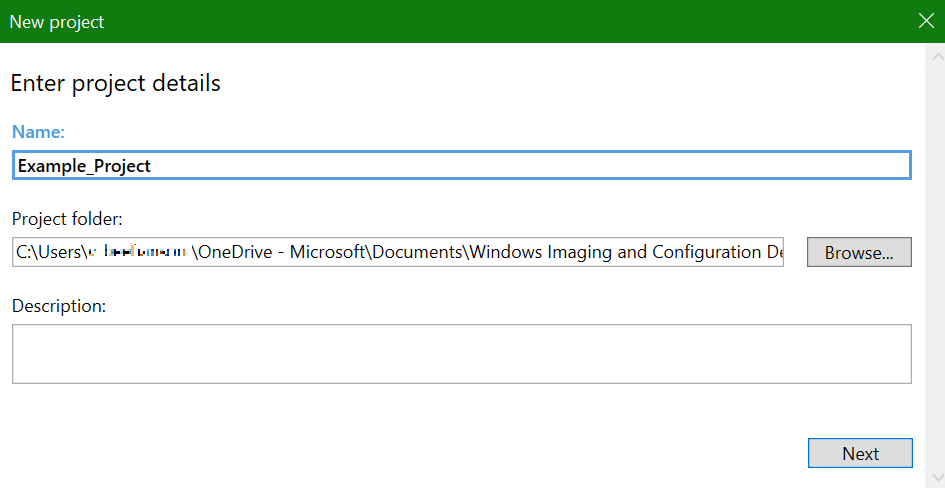 New project
Enter project details
Name:
Example_Project
Project folder:
C:\Users\ \OneDrive - Microsoft\Documents\Windows Imaging and Configuration De
Browse...
Description:
Next